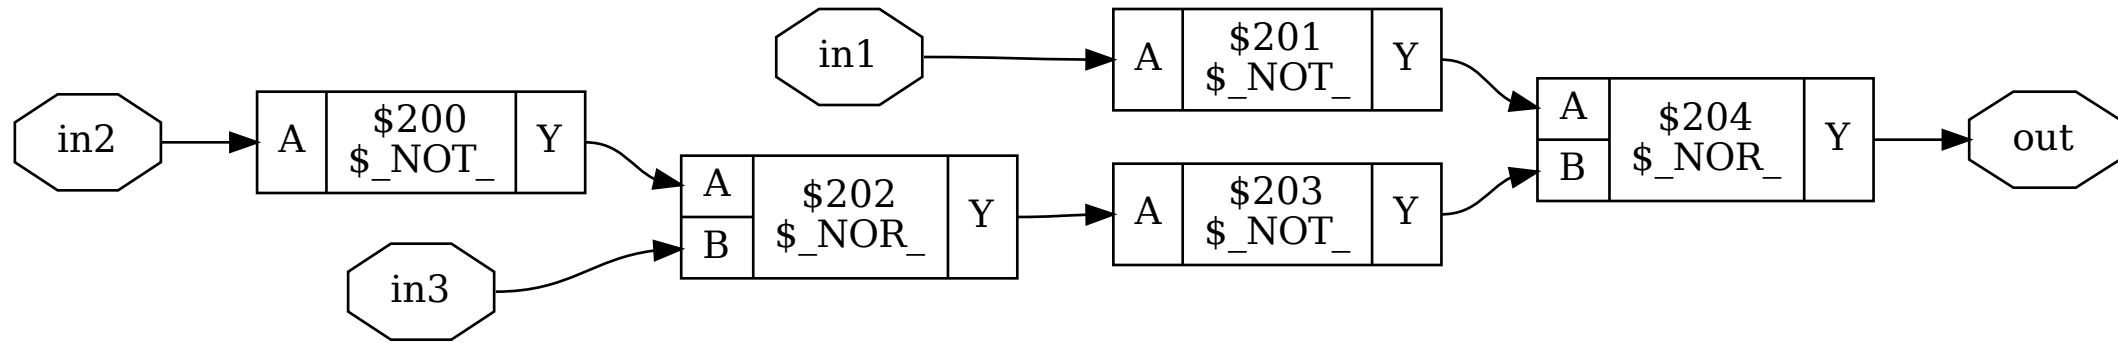 in2
A
$200
$_NOT_
Y
in3
A
B
$202
$_NOR_
Y
in1
A
$201
$_NOT_
Y
A
$203
$_NOT_
Y
A
B
$204
$_NOR_
Y
out